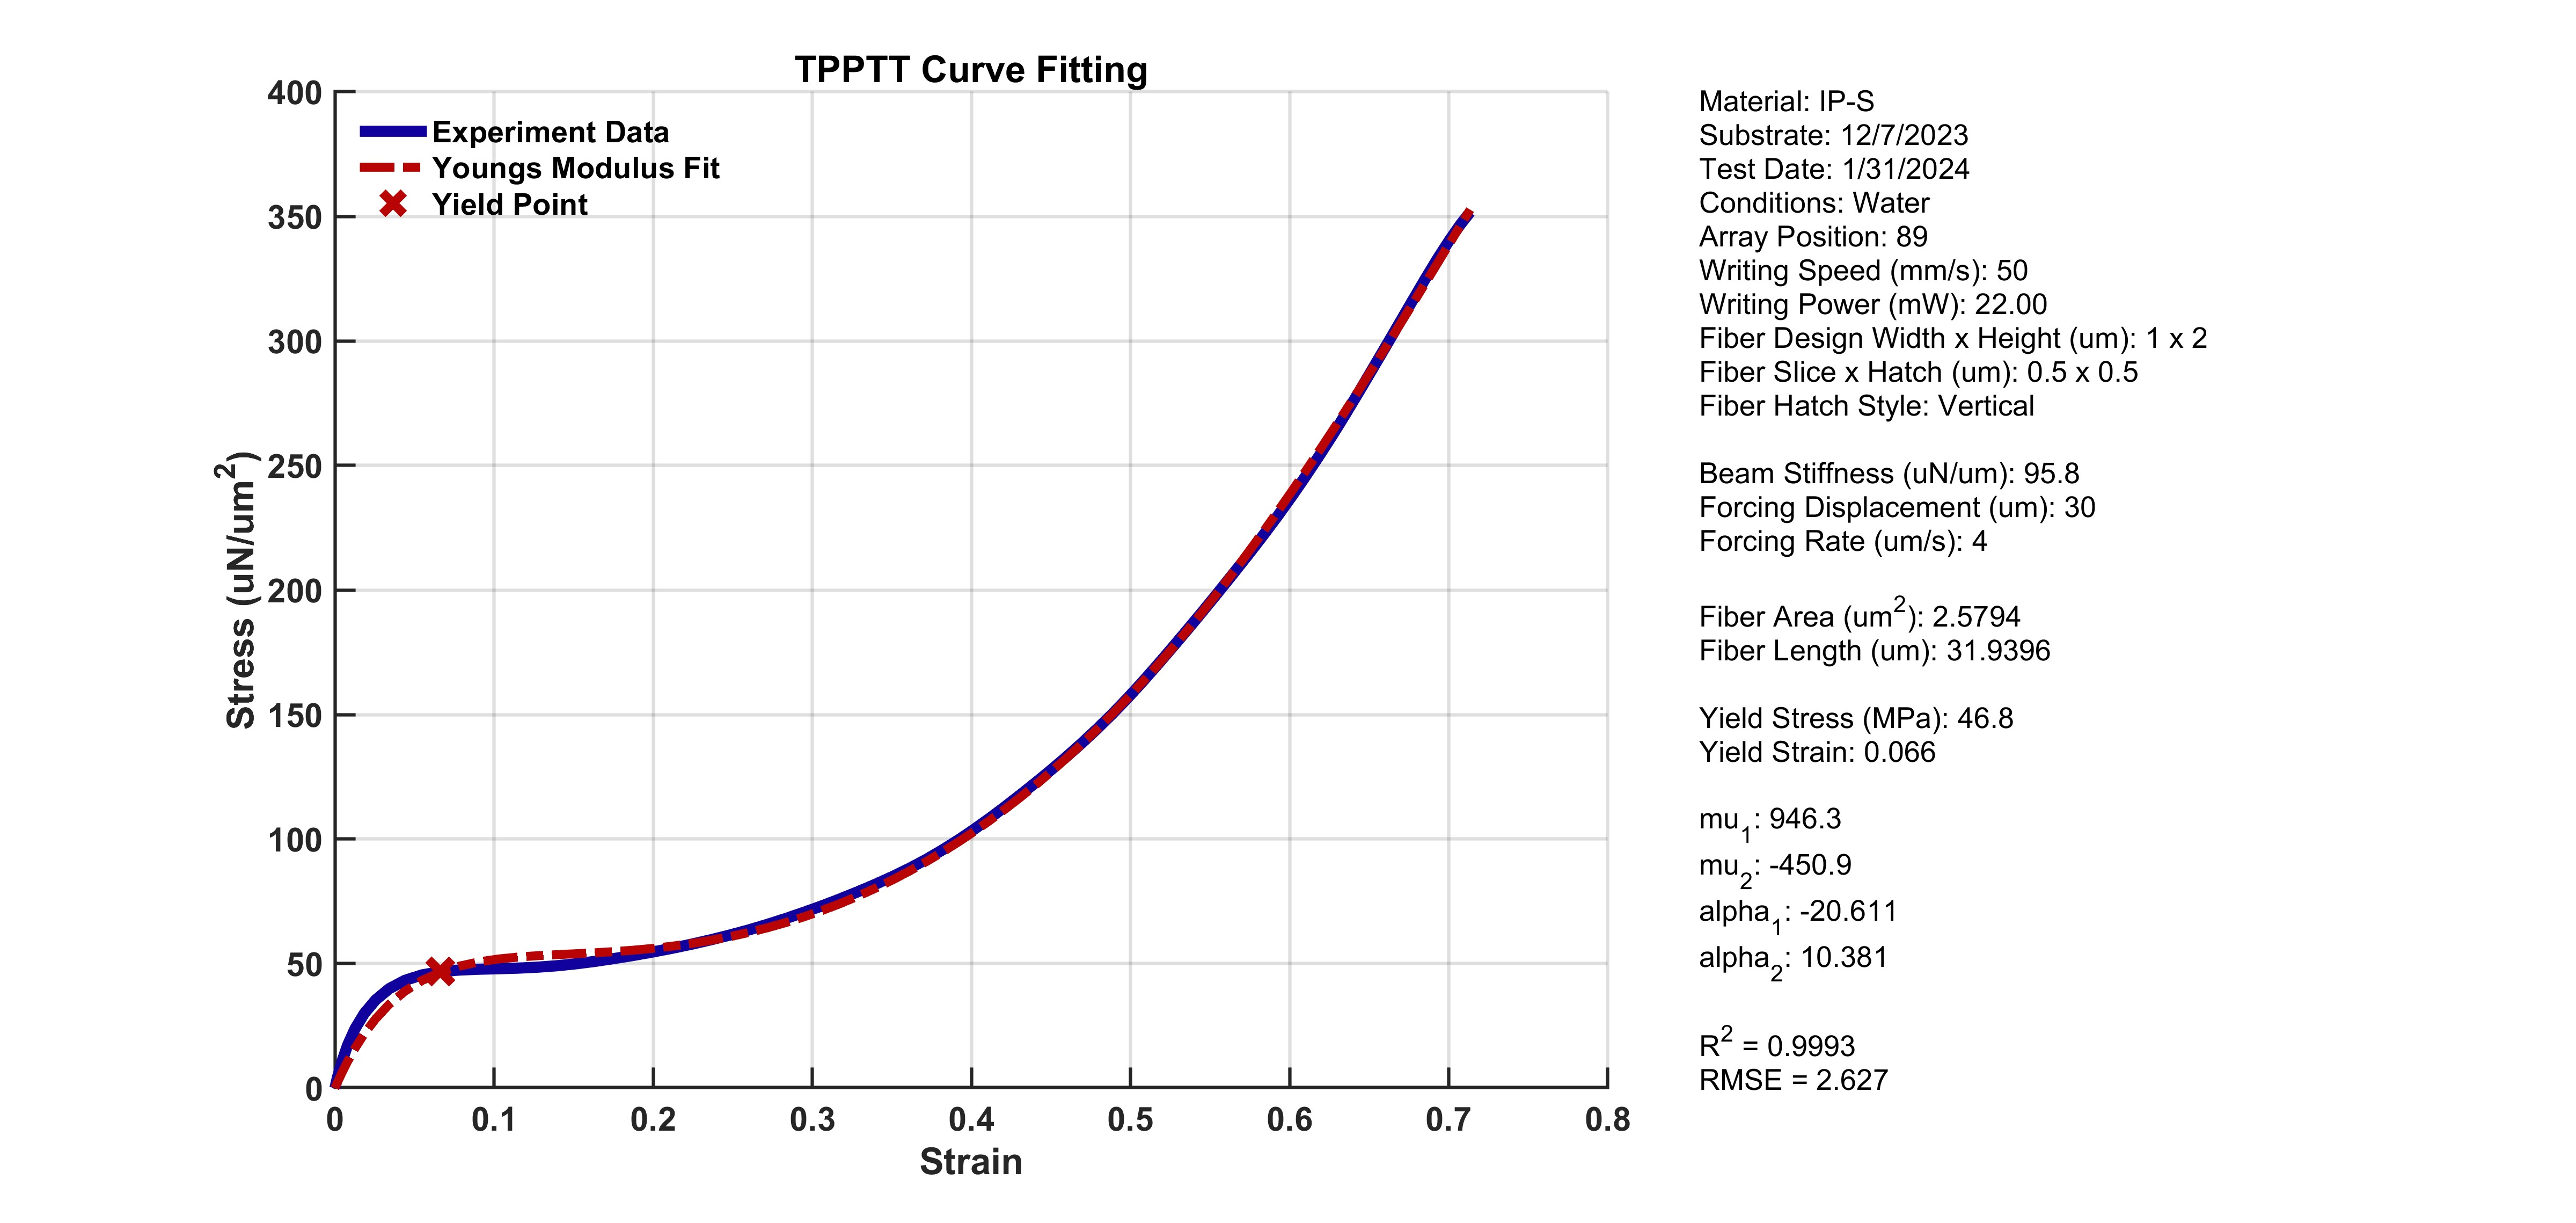 TPPTT Curve Fitting
400
350
300
250
200
150
100
50
0
Stress (uN/um²)
Experiment Data
Youngs Modulus Fit
Yield Point
0 0.1 0.2 0.3 0.4 0.5 0.6 0.7 0.8
Strain
Material: IP-S
Substrate: 12/7/2023
Test Date: 1/31/2024
Conditions: Water
Array Position: 89
Writing Speed (mm/s): 50
Writing Power (mW): 22.00
Fiber Design Width x Height (um): 1 x 2
Fiber Slice x Hatch (um): 0.5 x 0.5
Fiber Hatch Style: Vertical
Beam Stiffness (uN/um): 95.8
Forcing Displacement (um): 30
Forcing Rate (um/s): 4
Fiber Area (um²): 2.5794
Fiber Length (um): 31.9396
Yield Stress (MPa): 46.8
Yield Strain: 0.066
mu₁: 946.3
mu₂: -450.9
alpha₁: -20.611
alpha₂: 10.381
R² = 0.9993
RMSE = 2.627